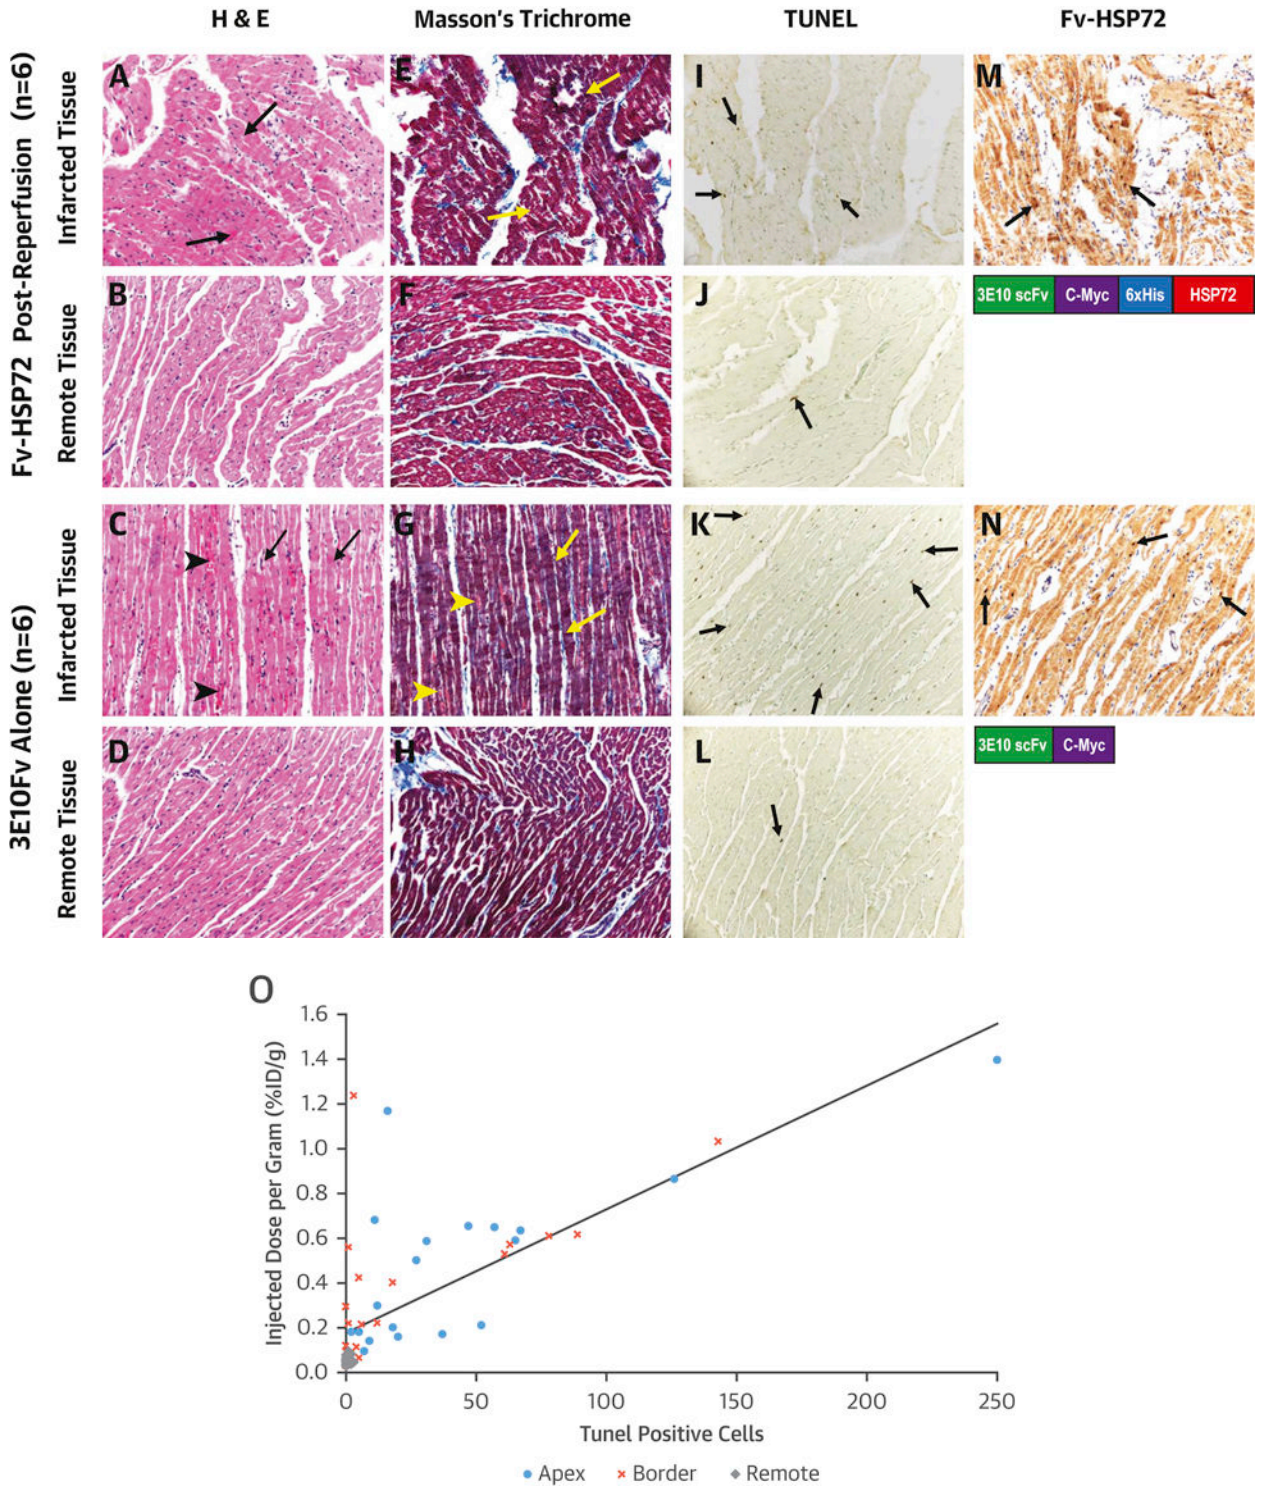 H & E
Masson's Trichrome
TUNEL
Fv-HSP72
Fv-HSP72 Post-Reperfusion (n=6)
Infarcted Tissue
A
E
I
M
3E10 scFv
C-Myc
6xHis
HSP72
Remote Tissue
B
F
J
3E10Fv Alone (n=6)
Infarcted Tissue
C
G
K
N
3E10 scFv
C-Myc
Remote Tissue
D
H
L
O
Injected Dose per Gram (%ID/g)
1.6
1.4
1.2
1.0
0.8
0.6
0.4
0.2
0.0
0
50
100
150
200
250
Tunel Positive Cells
Apex
Border
Remote